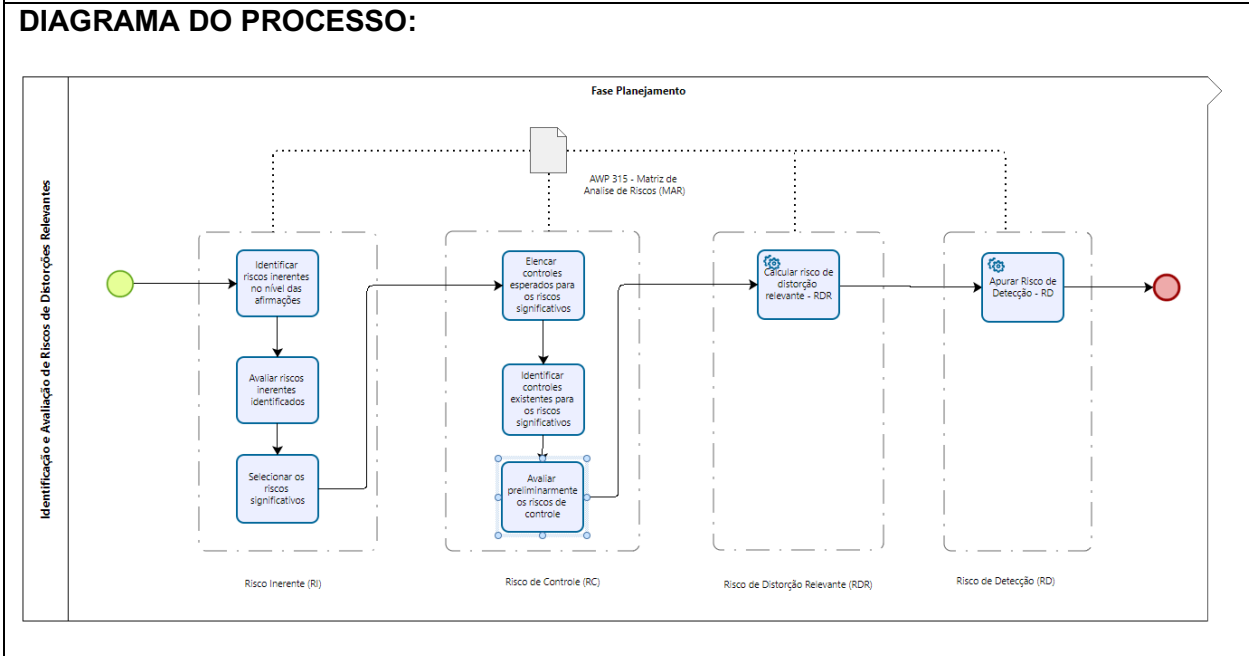 DIAGRAMA DO PROCESSO:
Fase Planejamento
Identificação e Avaliação de Riscos de Distorções Relevantes
AWP 315 - Matriz de
Analise de Riscos (MAR)
Identificar
riscos inerentes
no nível das
afirmações
Avaliar riscos
inerentes
identificados
Selecionar os
riscos
significativos
Risco Inerente (RI)
Elencar
controles
esperados para
os riscos
significativos
Identificar
controles
existentes para
os riscos
significativos
Avaliar
preliminarmente
os riscos de
controle
Risco de Controle (RC)
Calcular risco de
distorção
relevante - RDR
Risco de Distorção Relevante (RDR)
Apurar Risco de
Detecção - RD
Risco de Detecção (RD)